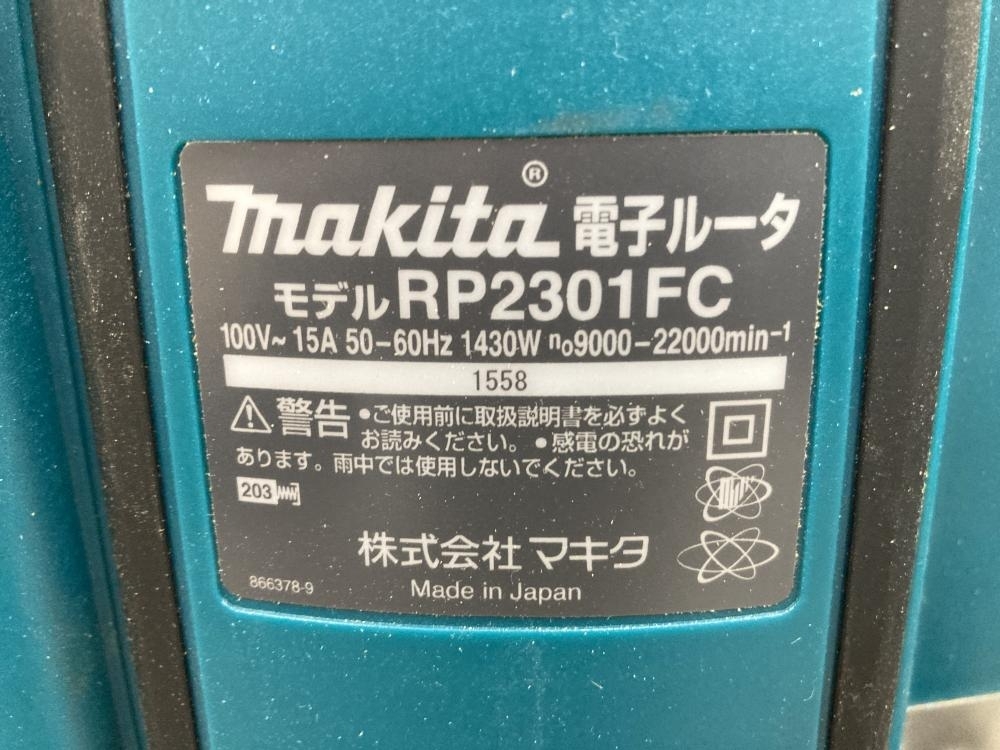 makita® 電子ルータ
モデル RP2301FC
100V~ 15A 50-60Hz 1430W n₀9000-22000min⁻¹
1558
警告 •ご使用前に取扱説明書を必ずよく
お読みください。•感電の恐れが
あります。雨中では使用しないでください。
203
株式会社 マキタ
866378-9
Made in Japan